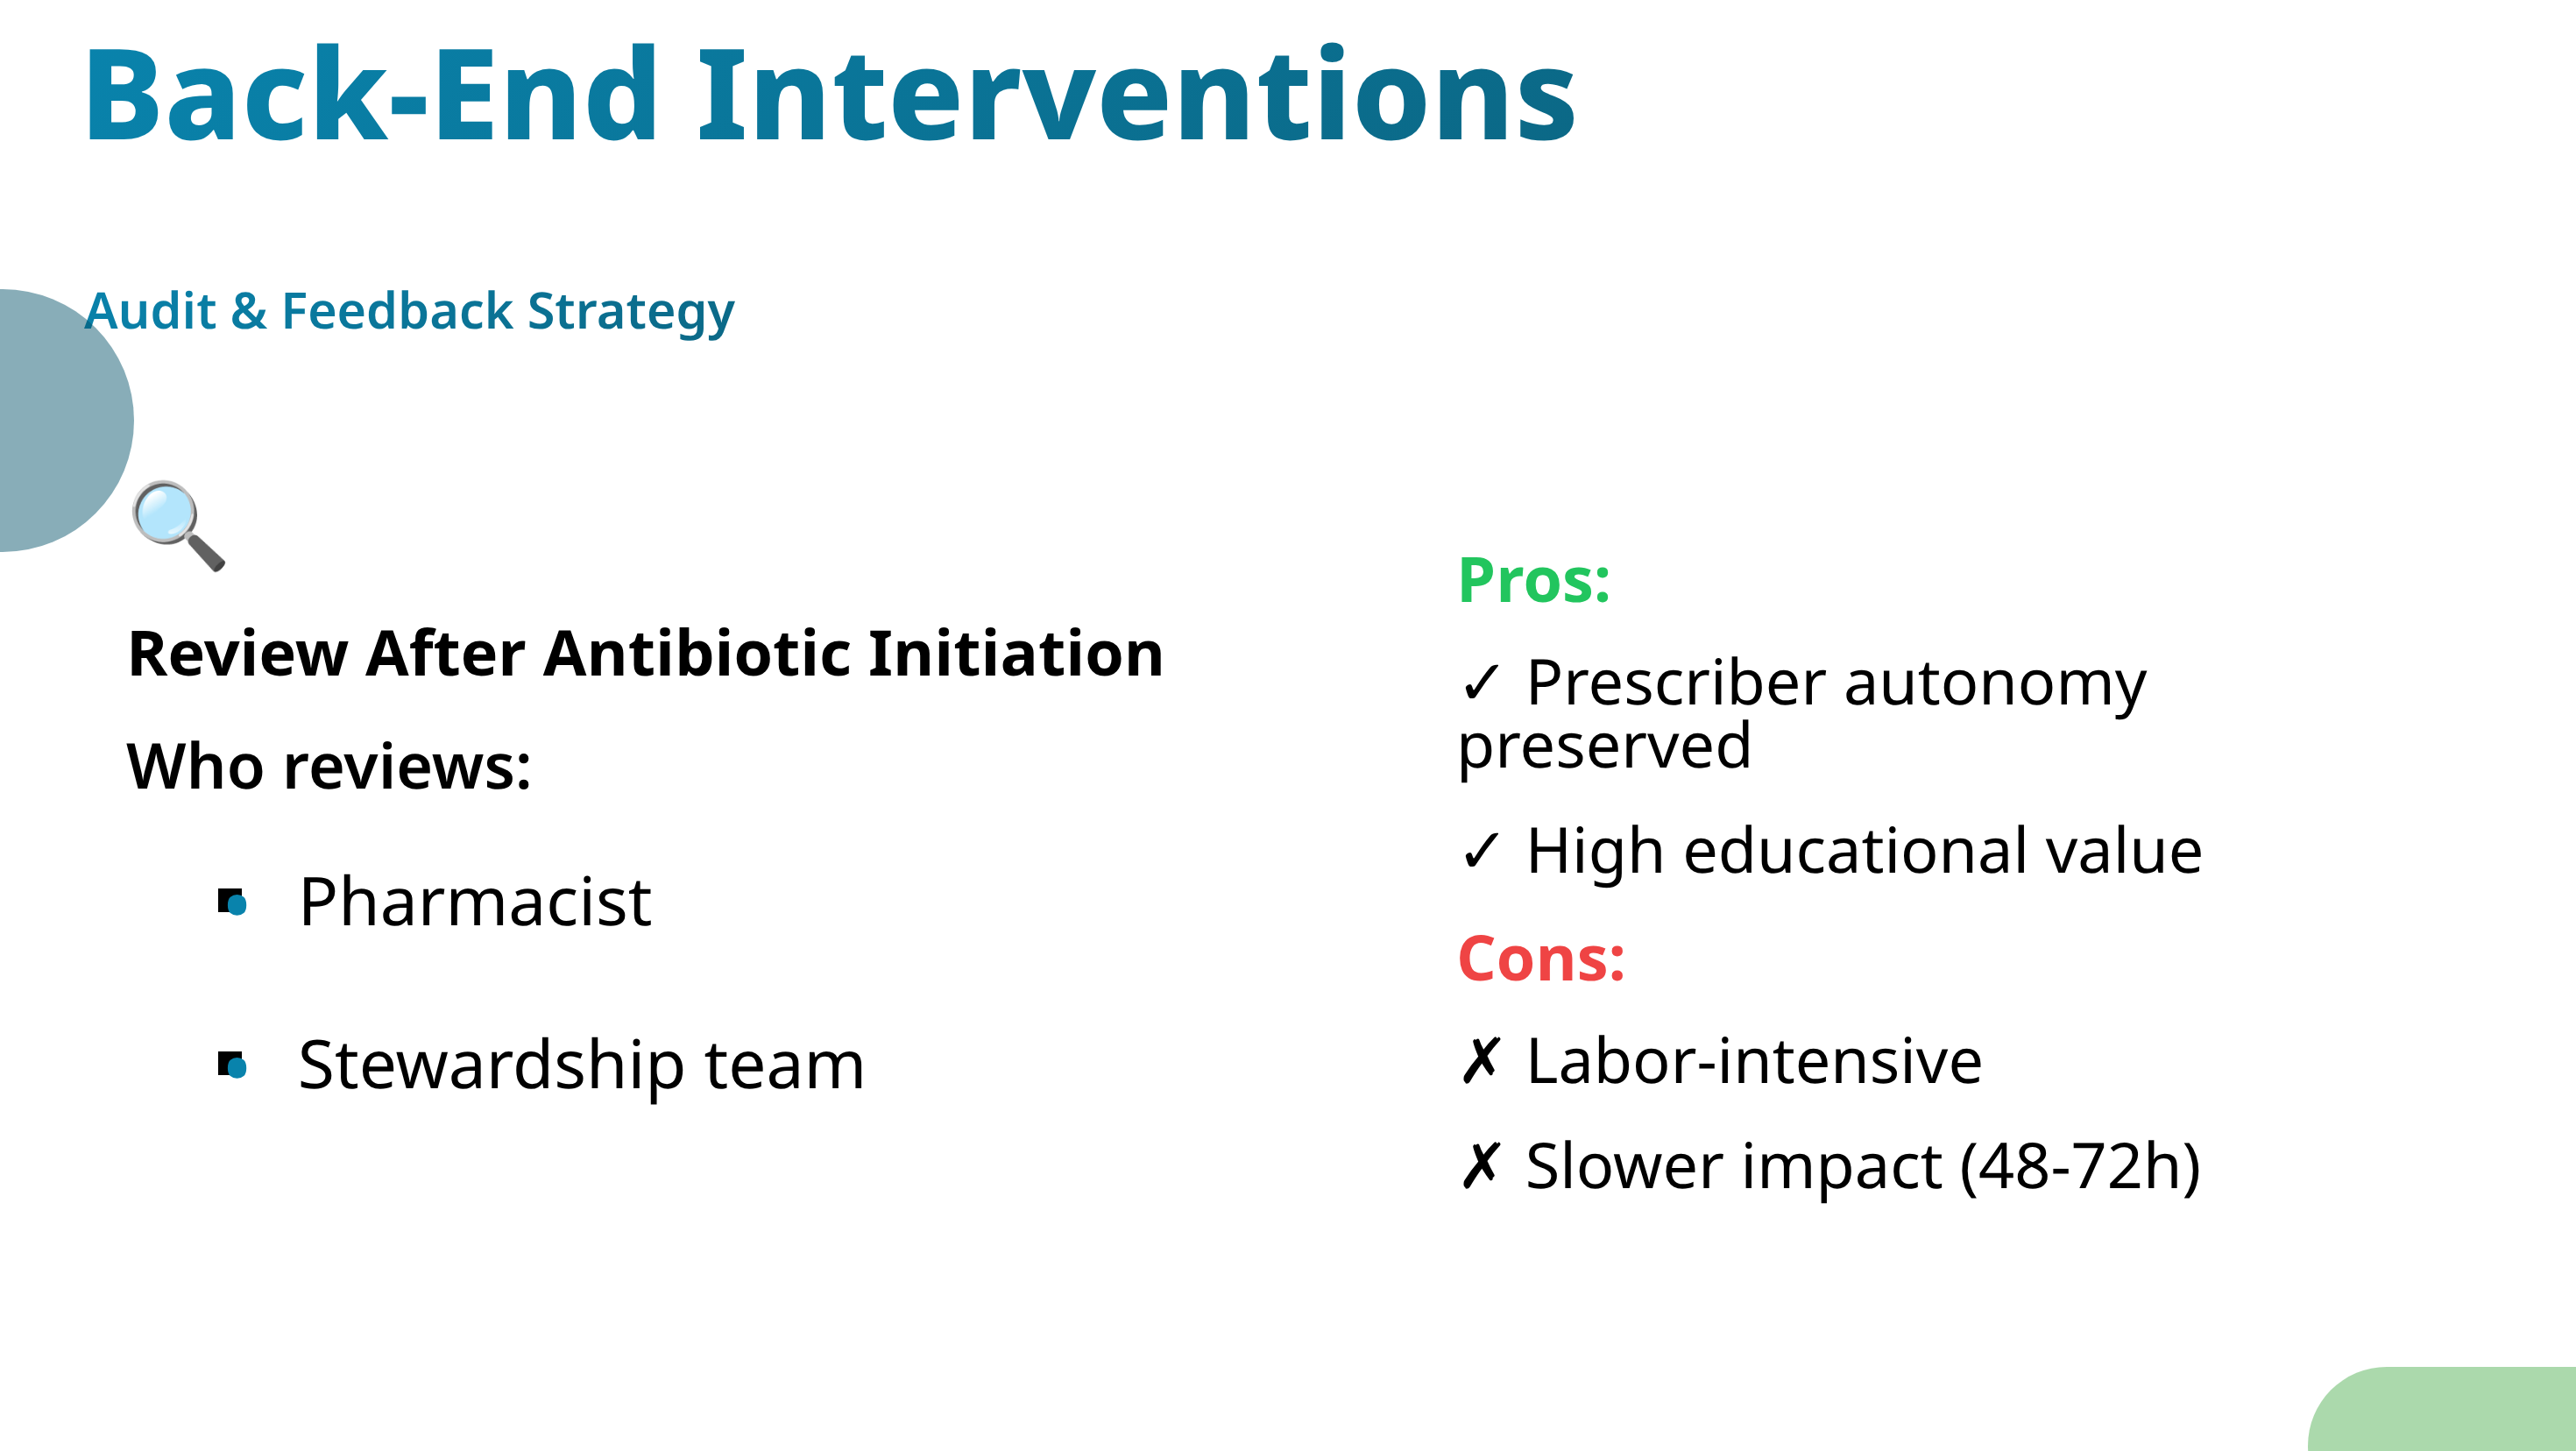 Back-End Interventions
Audit & Feedback Strategy
Review After Antibiotic Initiation
Who reviews:
Pharmacist
Stewardship team
Pros:
✓ Prescriber autonomy
preserved
✓ High educational value
Cons:
✗ Labor-intensive
✗ Slower impact (48-72h)